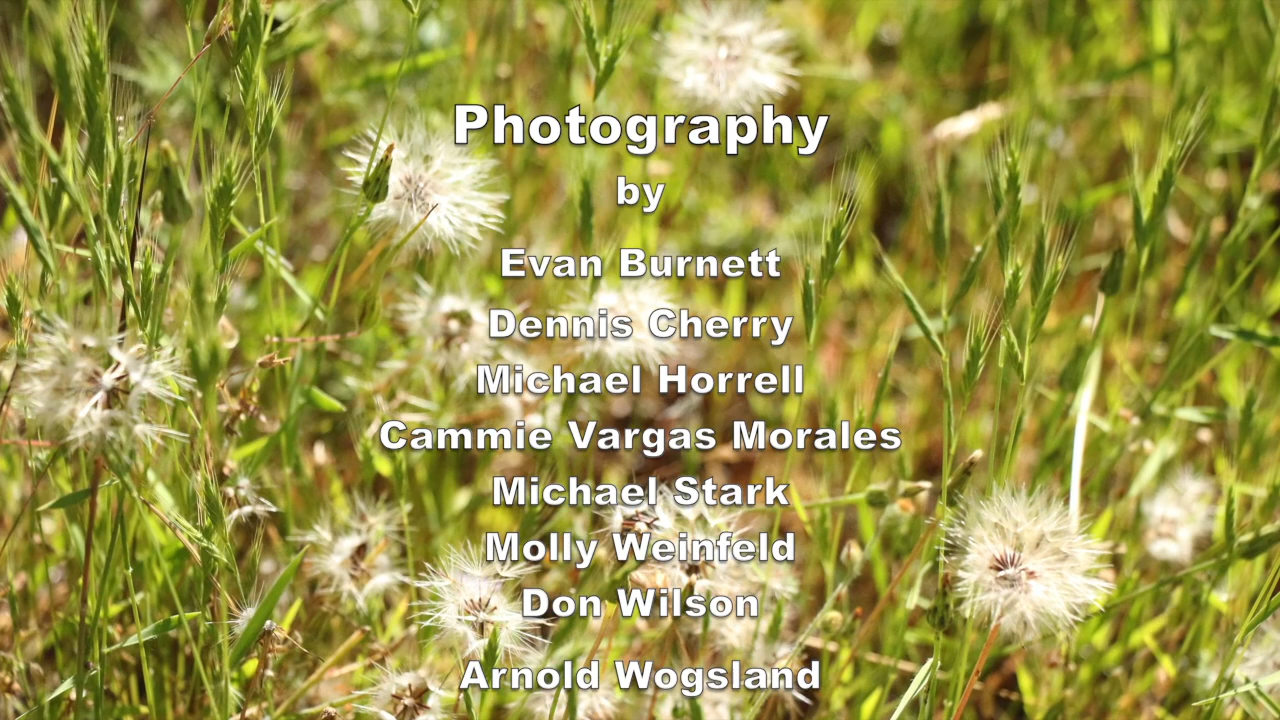 Photography
by
Evan Burnett
Dennis Cherry
Michael Horrell
Cammie Vargas Morales
Michael Stark
Molly Weinfeld
Don Wilson
Arnold Wogsland